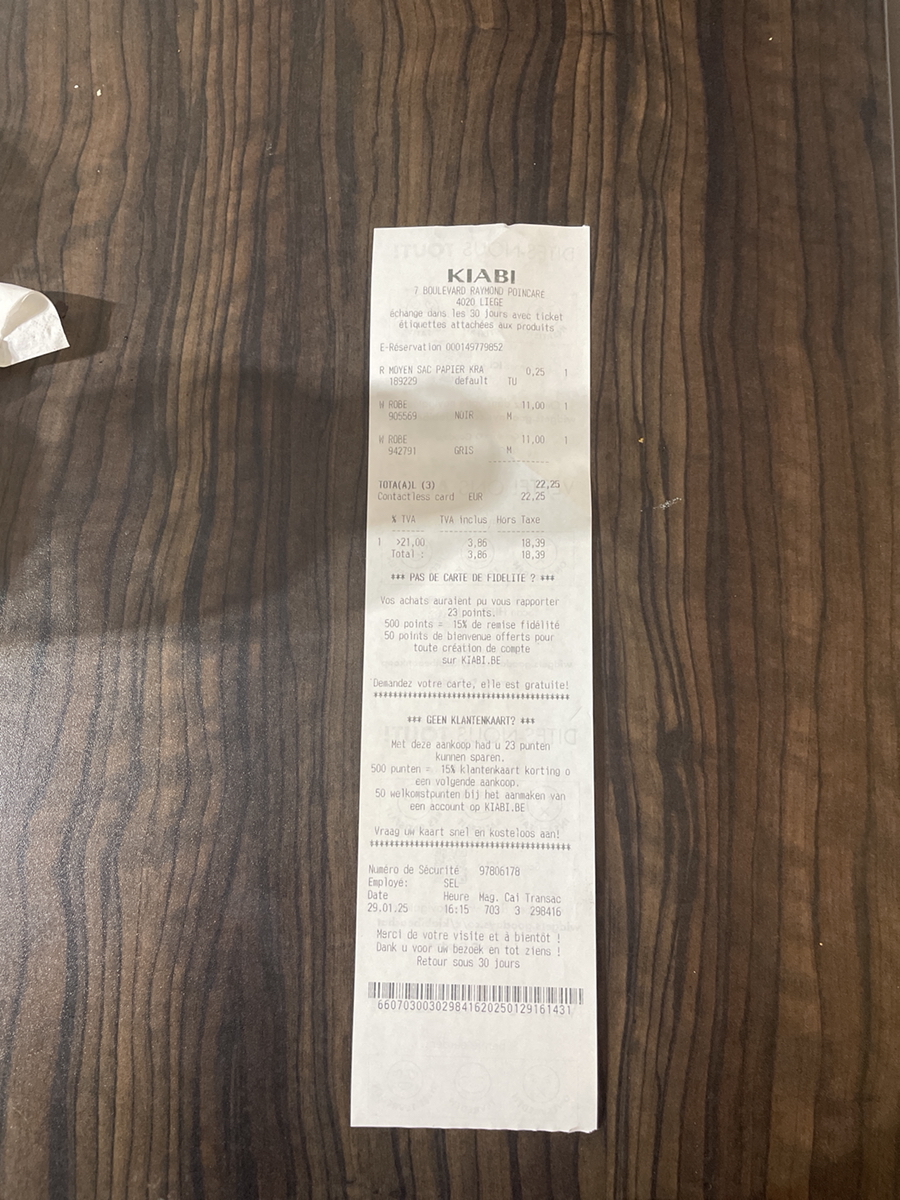 KIABI
7 BOULEVARD RAYMOND POINCARE
4020 LIEGE
échange dans les 30 jours avec ticket
étiquettes attachées aux produits
E-Réservation 000149779852
R MOYEN SAC PAPIER KRA 0,25 1
189229 default TU
W ROBE 11,00 1
905569 NOIR M
W ROBE 11,00 1
942791 GRIS M
------------
TOTA(A)L (3) 22,25
Contactless card EUR 22,25
% TVA TVA inclus Hors Taxe
1 >21,00 3,86 18,39
Total : 3,86 18,39
*** PAS DE CARTE DE FIDELITE ? ***
Vos achats auraient pu vous rapporter
23 points.
500 points = 15% de remise fidélité
50 points de bienvenue offerts pour
toute création de compte
sur KIABI.BE
Demandez votre carte, elle est gratuite!
****************************************
*** GEEN KLANTENKAART? ***
Met deze aankoop had u 23 punten
kunnen sparen.
500 punten = 15% klantenkaart korting o
een volgende aankoop.
50 welkomstpunten bij het aanmaken van
een account op KIABI.BE
Vraag uw kaart snel en kosteloos aan!
****************************************
Numéro de Sécurité 97806178
Employé: SEL
Date Heure Mag. Cai Transac
29.01.25 16:15 703 3 298416
Merci de votre visite et à bientôt !
Dank u voor uw bezoek en tot ziens !
Retour sous 30 jours
660703003029841620250129161431